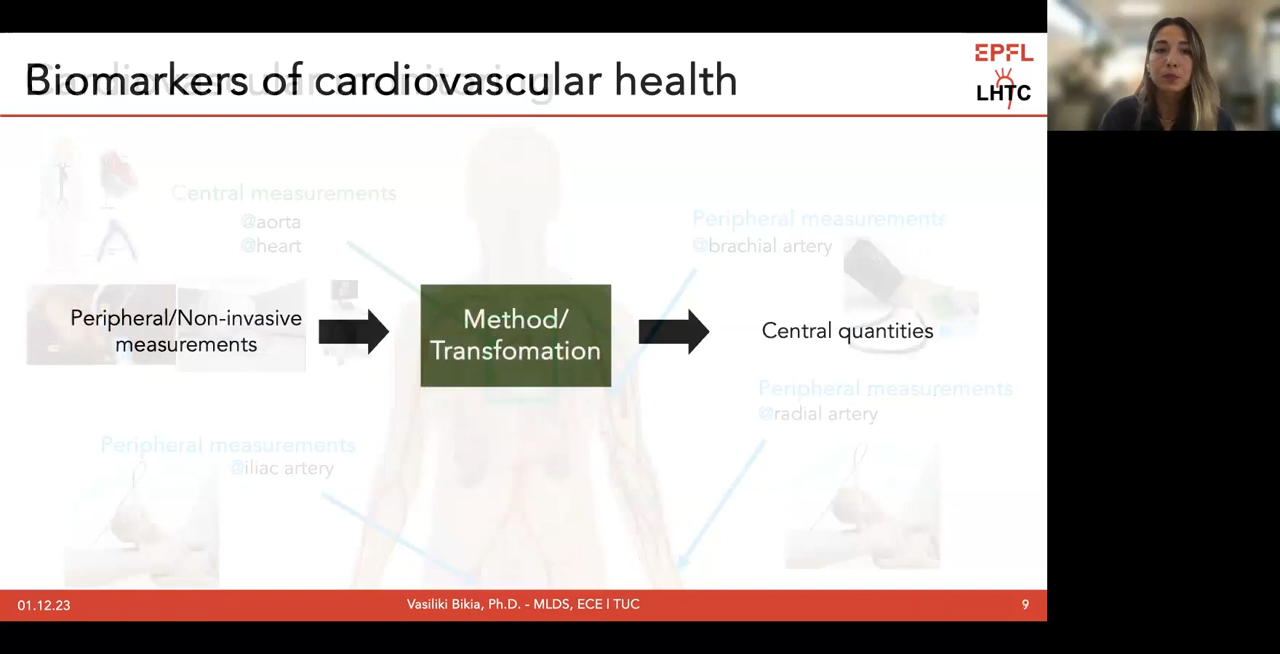 Biomarkers of cardiovascular health
EPFL
LHTC
Central measurements
@aorta
@heart
Peripheral measurements
@brachial artery
Peripheral/Non-invasive
measurements
Method/
Transfomation
Central quantities
Peripheral measurements
@radial artery
Peripheral measurements
@iliac artery
01.12.23
Vasiliki Bikia, Ph.D. - MLDS, ECE | TUC
9